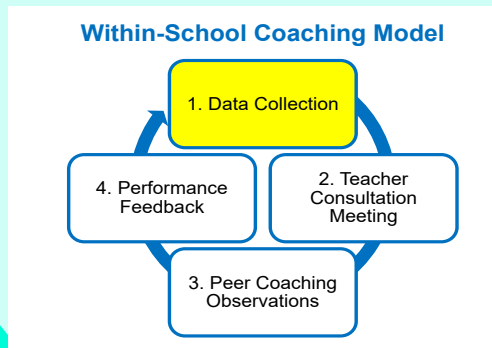 Within-School Coaching Model
1. Data Collection
2. Teacher
Consultation
Meeting
3. Peer Coaching
Observations
4. Performance
Feedback